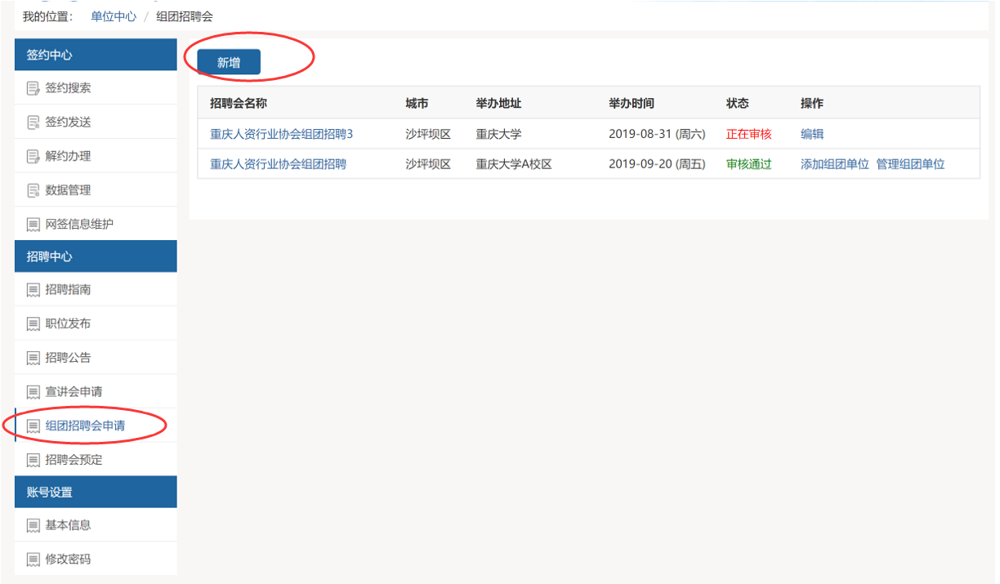 我的位置： 单位中心 / 组团招聘会
签约中心
签约搜索
签约发送
解约办理
数据管理
网签信息维护
招聘中心
招聘指南
职位发布
招聘公告
宣讲会申请
组团招聘会申请
招聘会预定
账号设置
基本信息
修改密码
新增
招聘会名称 城市 举办地址 举办时间 状态 操作
重庆人资行业协会组团招聘3 沙坪坝区 重庆大学 2019-08-31 (周六) 正在审核 编辑
重庆人资行业协会组团招聘 沙坪坝区 重庆大学A校区 2019-09-20 (周五) 审核通过 添加组团单位 管理组团单位